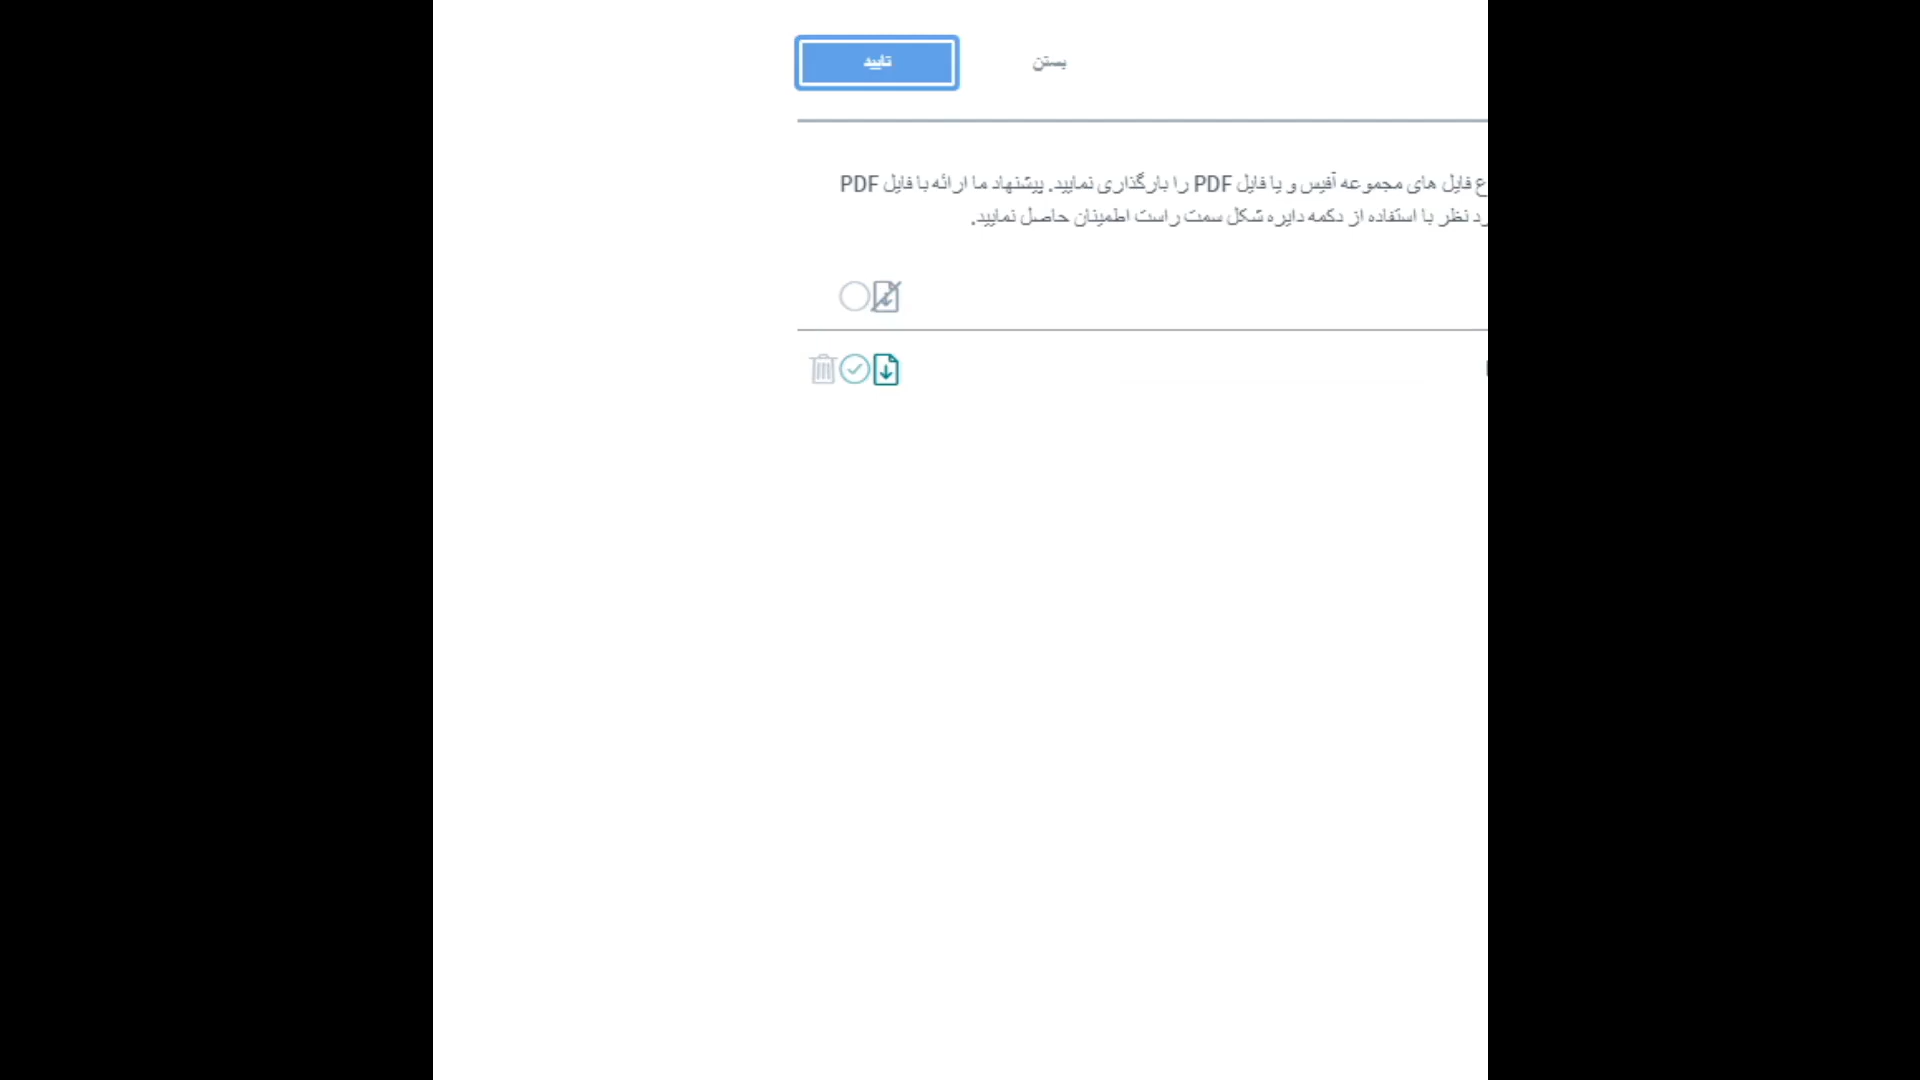 تایید
بستن
فایل های مجموعه آفیس و یا فایل PDF را بارگذاری نمایید. پیشنهاد ما ارائه با فایل PDF
نظر با استفاده از دکمه دایره شکل سمت راست اطمینان حاصل نمایید.